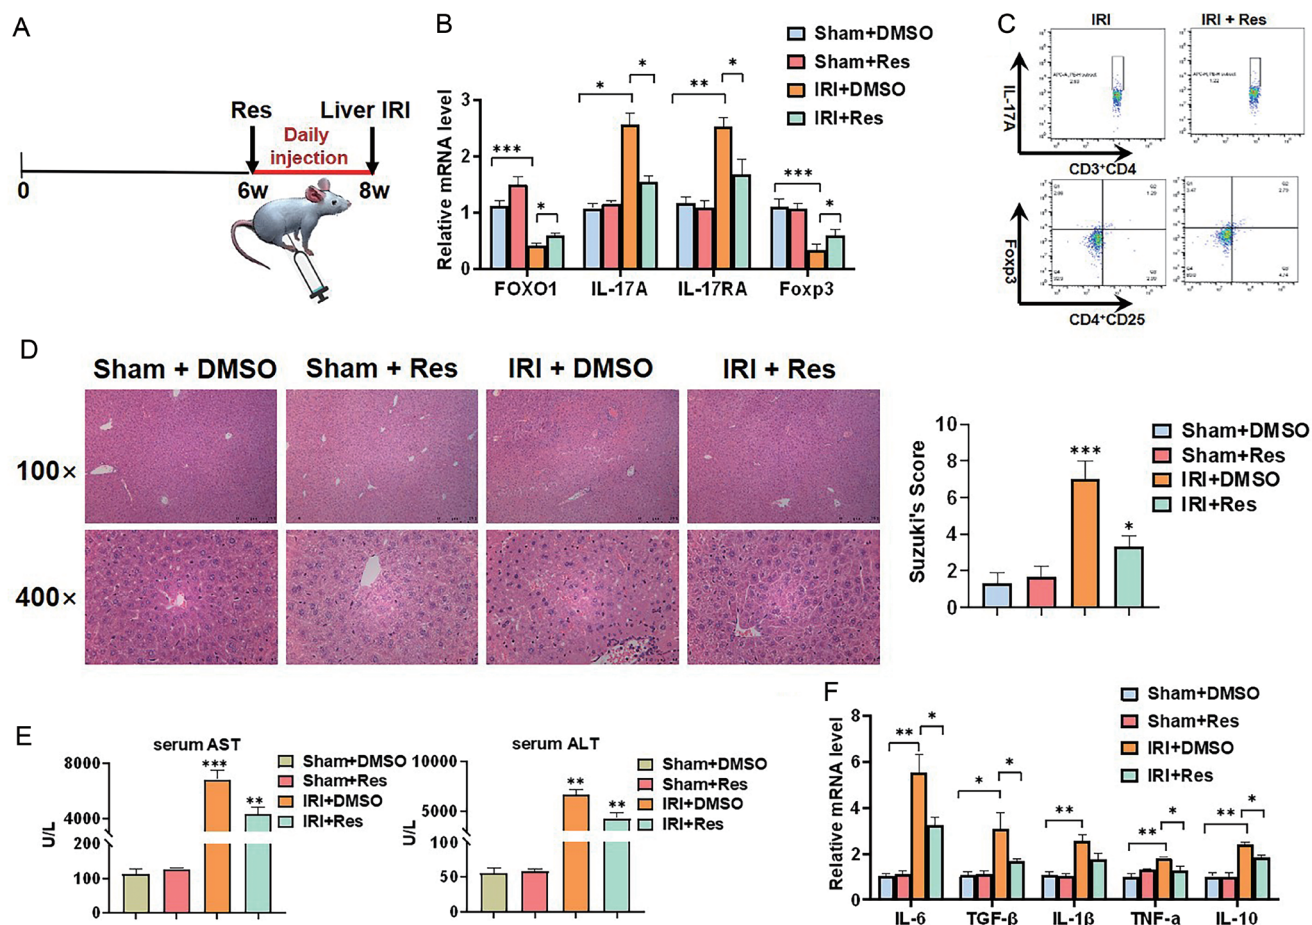 A
Res
Liver IRI
Daily
injection
0
6w
8w
B
Sham+DMSO
Sham+Res
IRI+DMSO
IRI+Res
Relative mRNA level
3
2
1
0
***
*
*
*
**
*
***
*
FOXO1
IL-17A
IL-17RA
Foxp3
C
IRI
IRI + Res
IL-17A
CD3⁺CD4
Foxp3
CD4⁺CD25
D
Sham + DMSO
Sham + Res
IRI + DMSO
IRI + Res
100×
400×
Suzuki's Score
10
8
6
4
2
0
***
*
Sham+DMSO
Sham+Res
IRI+DMSO
IRI+Res
E
serum AST
U/L
8000
4000
200
100
0
***
**
Sham+DMSO
Sham+Res
IRI+DMSO
IRI+Res
serum ALT
U/L
10000
5000
100
50
0
**
**
Sham+DMSO
Sham+Res
IRI+DMSO
IRI+Res
F
Sham+DMSO
Sham+Res
IRI+DMSO
IRI+Res
Relative mRNA level
8
6
4
2
0
**
*
*
*
**
**
*
**
*
IL-6
TGF-ß
IL-1ß
TNF-a
IL-10